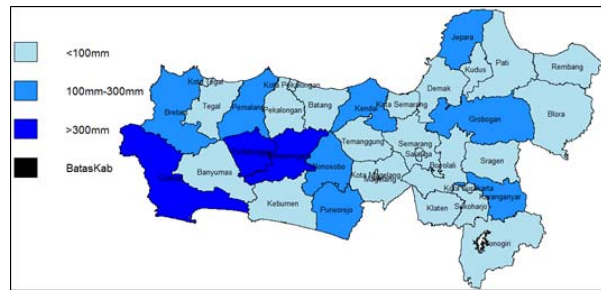 <100mm
100mm-300mm
>300mm
BatasKab
Jepara
Kudus
Pati
Rembang
Kota Tegal
Kota Pekalongan
Demak
Brebes
Tegal
Pemalang
Pekalongan
Batang
Kendal
Kota Semarang
Grobogan
Blora
Temanggung
Semarang
Salatiga
Boyolali
Sragen
Banyumas
Wonosobo
Kota Magelang
Magelang
Kota Surakarta
Karanganyar
Kebumen
Purworejo
Klaten
Sukoharjo
Wonogiri